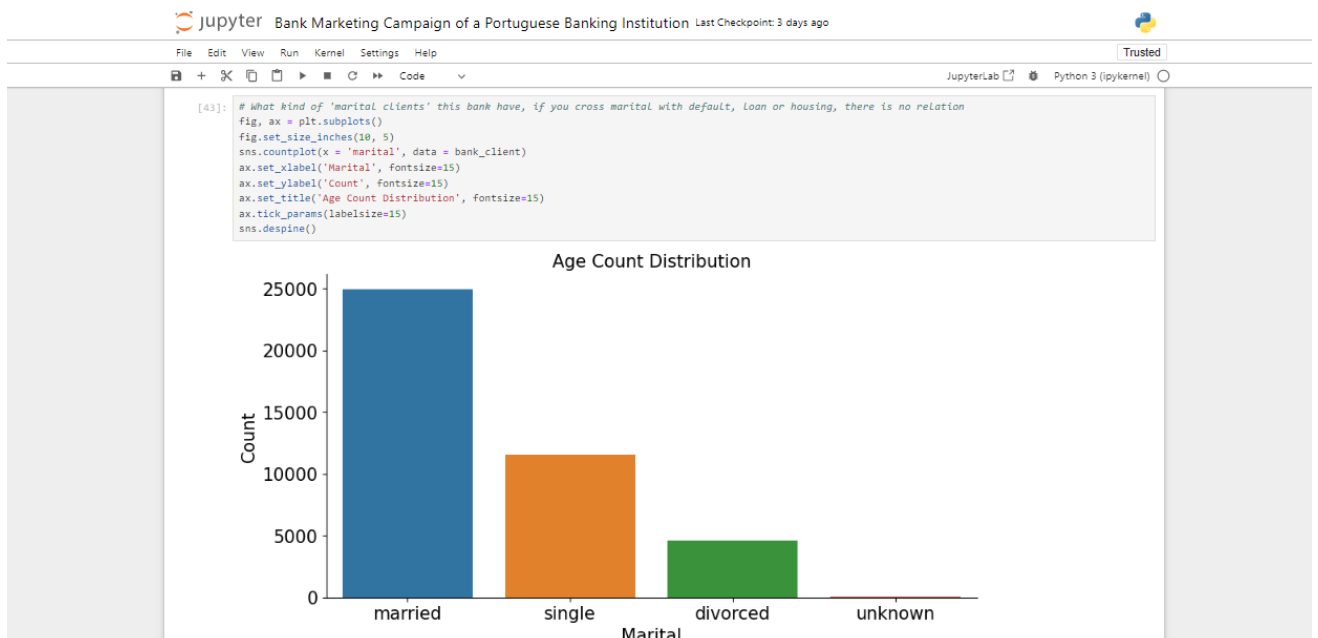 jupyter Bank Marketing Campaign of a Portuguese Banking Institution Last Checkpoint: 3 days ago
File Edit View Run Kernel Settings Help Trusted
Code JupyterLab Python 3 (ipykernel)
[43]: # What kind of 'marital clients' this bank have, if you cross marital with default, loan or housing, there is no relation
fig, ax = plt.subplots()
fig.set_size_inches(10, 5)
sns.countplot(x = 'marital', data = bank_client)
ax.set_xlabel('Marital', fontsize=15)
ax.set_ylabel('Count', fontsize=15)
ax.set_title('Age Count Distribution', fontsize=15)
ax.tick_params(labelsize=15)
sns.despine()
Age Count Distribution
25000
20000
15000
10000
5000
0
Count
married single divorced unknown
Marital